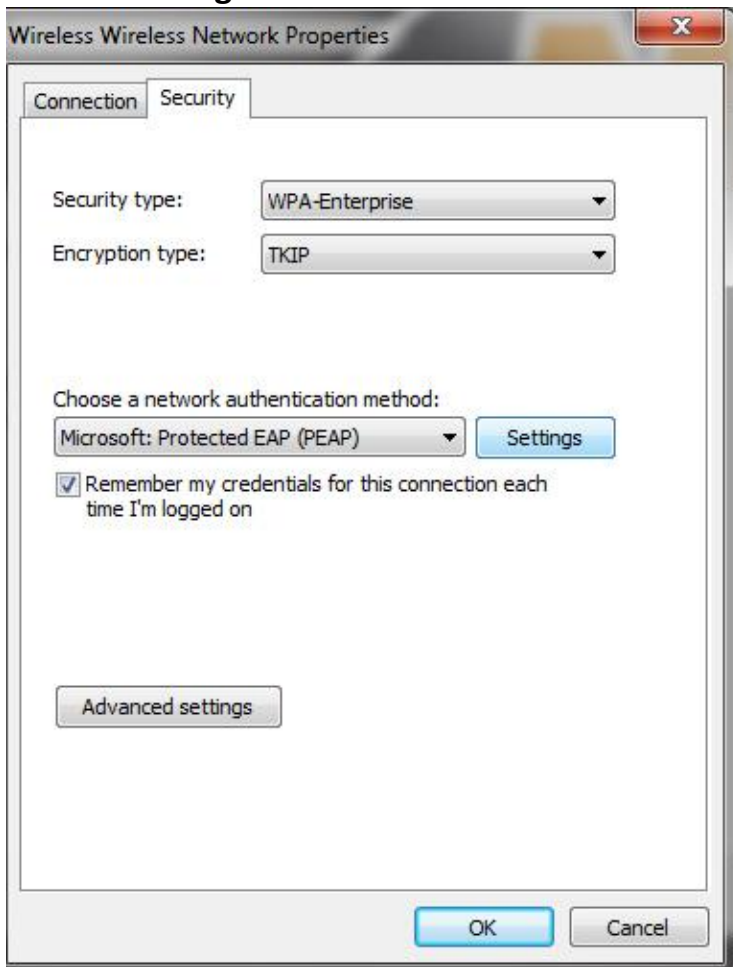 Wireless Wireless Network Properties
Connection Security
Security type: WPA-Enterprise
Encryption type: TKIP
Choose a network authentication method:
Microsoft: Protected EAP (PEAP) Settings
Remember my credentials for this connection each
time I'm logged on
Advanced settings
OK Cancel